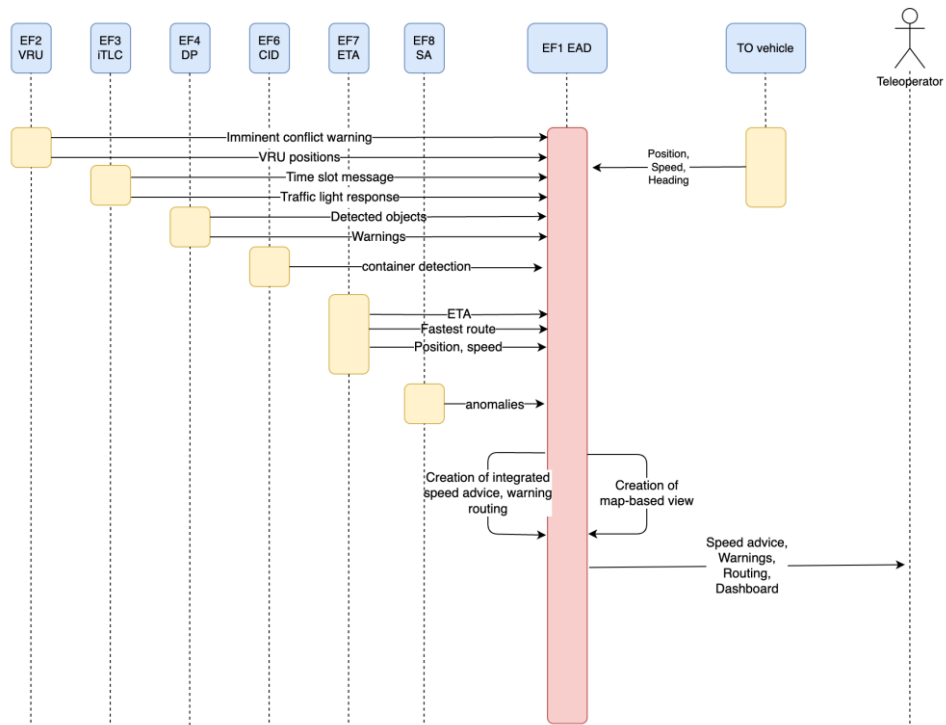 EF2
VRU
EF3
iTLC
EF4
DP
EF6
CID
EF7
ETA
EF8
SA
EF1 EAD
TO vehicle
Teleoperator
Imminent conflict warning
VRU positions
Position,
Speed,
Heading
Time slot message
Traffic light response
Detected objects
Warnings
container detection
ETA
Fastest route
Position, speed
anomalies
Creation of integrated
speed advice, warning
routing
Creation of
map-based view
Speed advice,
Warnings,
Routing,
Dashboard